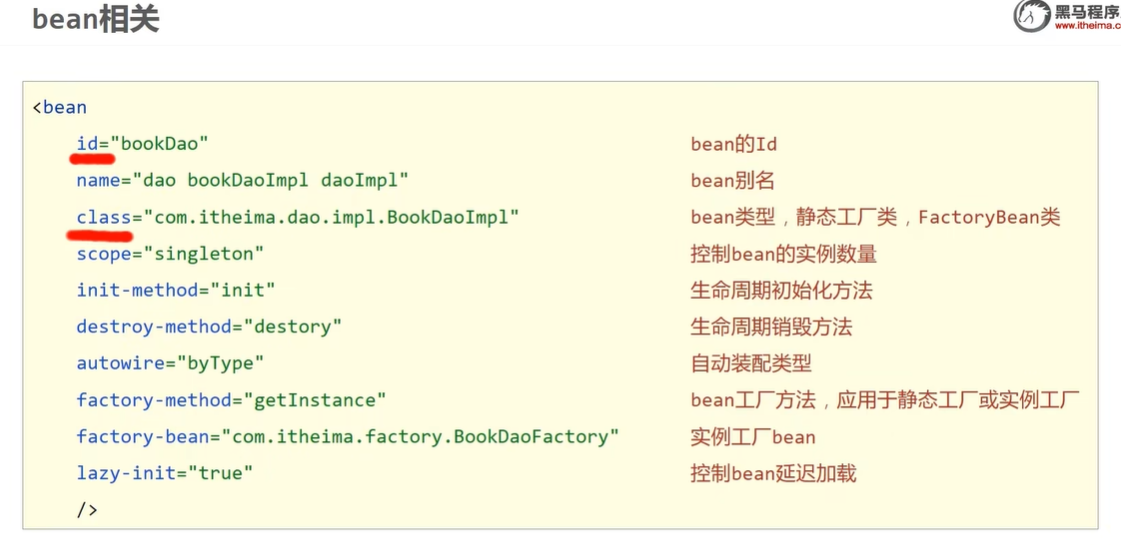 bean相关
黑马程序
www.itheima.c
<bean
id="bookDao" bean的Id
name="dao bookDaoImpl daoImpl" bean别名
class="com.itheima.dao.impl.BookDaoImpl" bean类型，静态工厂类，FactoryBean类
scope="singleton" 控制bean的实例数量
init-method="init" 生命周期初始化方法
destroy-method="destory" 生命周期销毁方法
autowire="byType" 自动装配类型
factory-method="getInstance" bean工厂方法，应用于静态工厂或实例工厂
factory-bean="com.itheima.factory.BookDaoFactory" 实例工厂bean
lazy-init="true" 控制bean延迟加载
/>